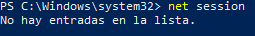 PS C:\Windows\system32> net session
No hay entradas en la lista.